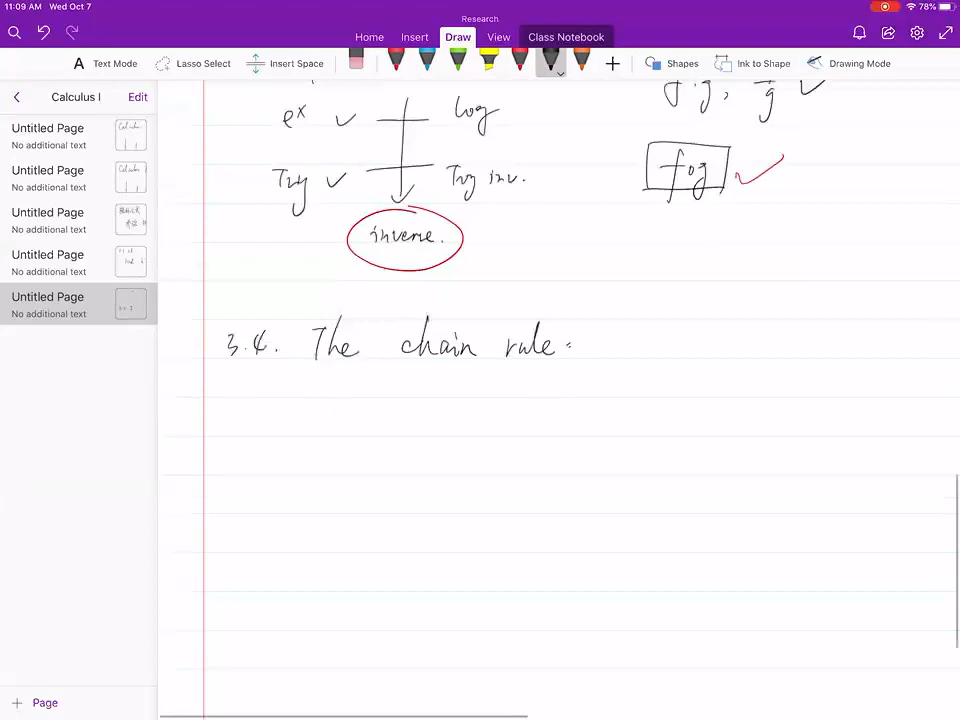 11:09 AM Wed Oct 7
78%
Research
Home Insert Draw View Class Notebook
Text Mode Lasso Select Insert Space Shapes Ink to Shape Drawing Mode
Calculus I Edit
Untitled Page
No additional text
Untitled Page
No additional text
Untitled Page
No additional text
Untitled Page
No additional text
Untitled Page
No additional text
Page
e^x ✓ log
Trig ✓ Trig inv.
inverse.
f·g, f/g ✓
f∘g ✓
3.4. The chain rule: